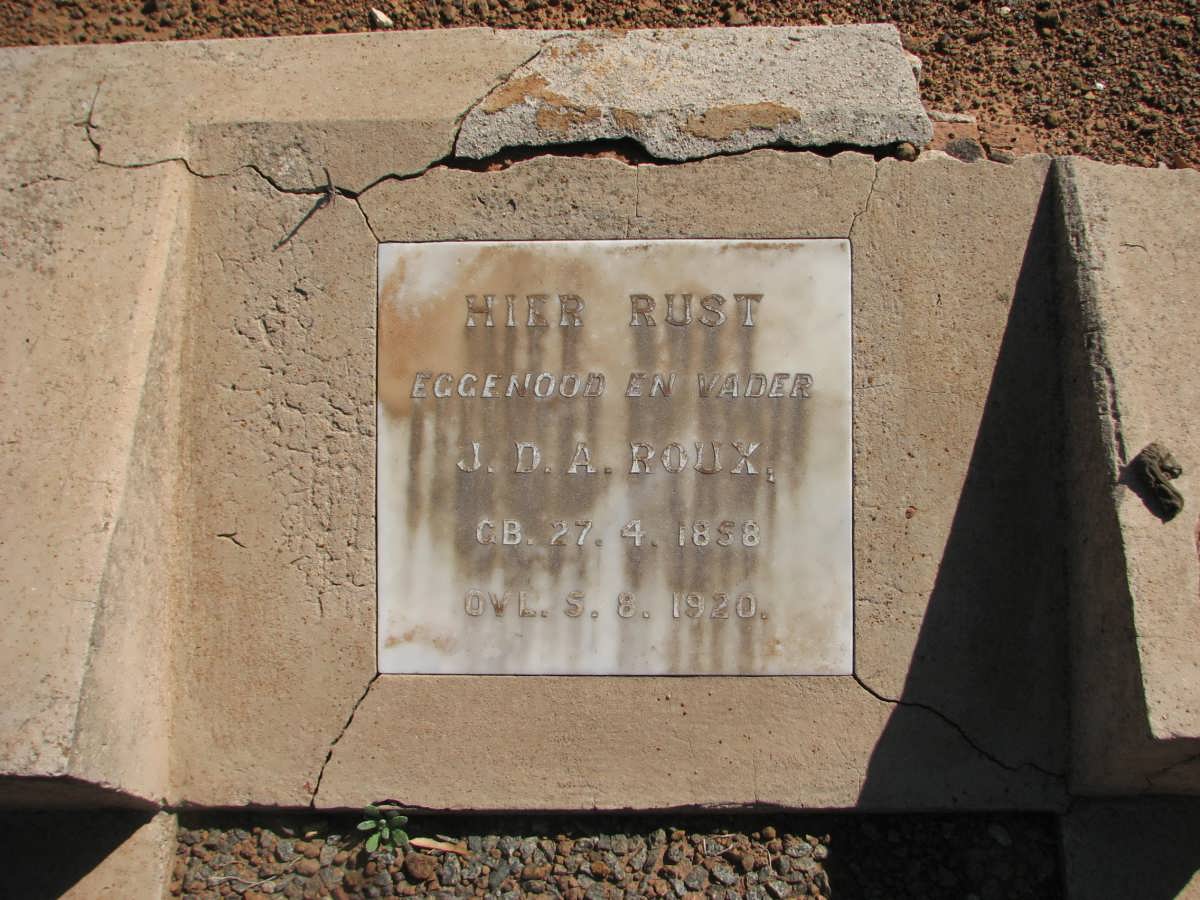 HIER RUST
EGGENOOD EN VADER
J. D. A. ROUX,
GB. 27. 4. 1858
OVL. 5. 8. 1920.